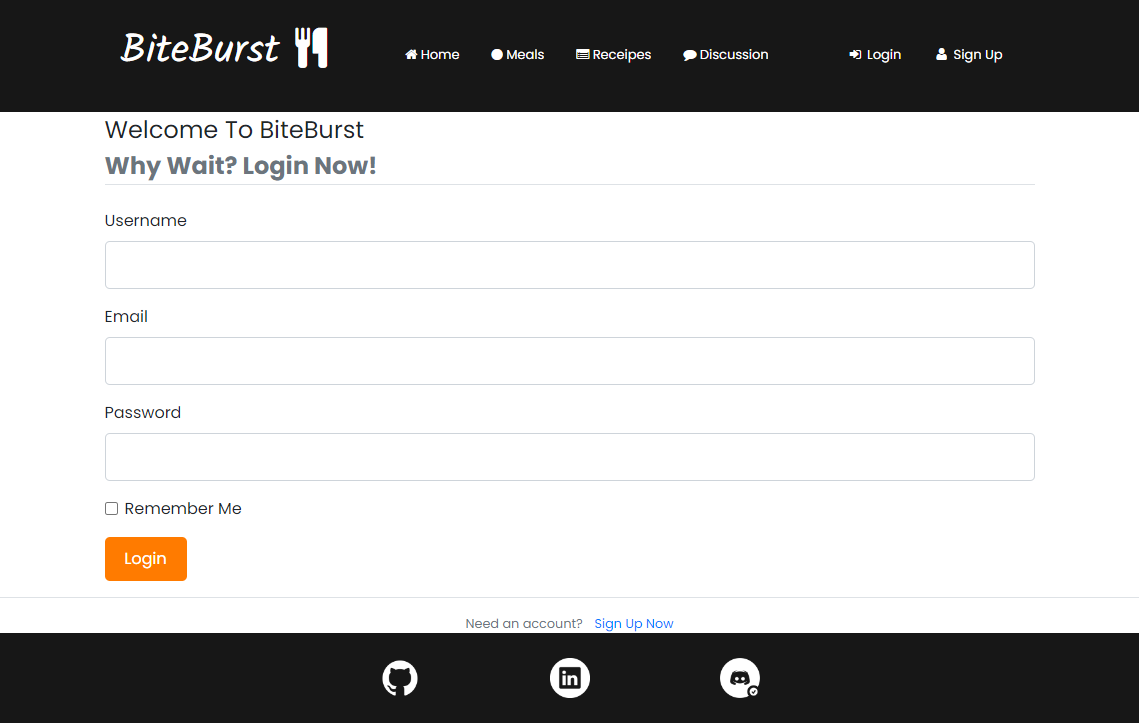 BiteBurst
Home Meals Receipes Discussion Login Sign Up
Welcome To BiteBurst
Why Wait? Login Now!
Username
Email
Password
Remember Me
Login
Need an account? Sign Up Now
in